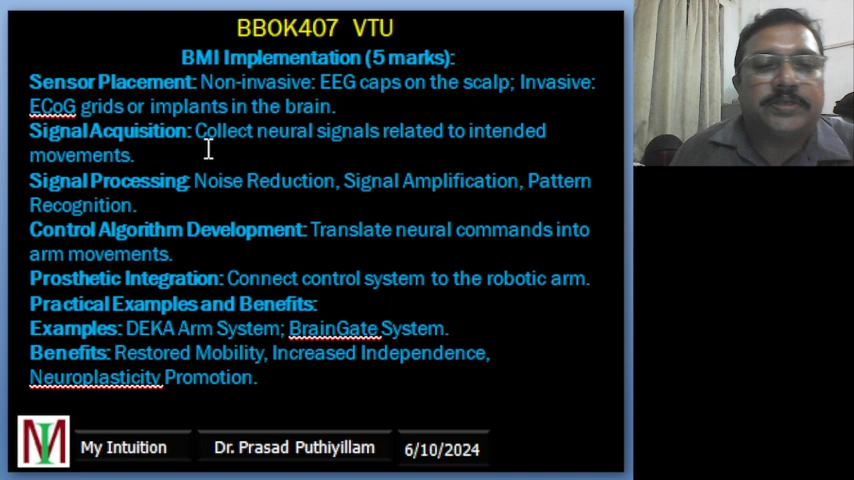 BBOK407 VTU
BMI Implementation (5 marks):
Sensor Placement: Non-invasive: EEG caps on the scalp; Invasive:
ECoG grids or implants in the brain.
Signal Acquisition: Collect neural signals related to intended
movements.
Signal Processing: Noise Reduction, Signal Amplification, Pattern
Recognition.
Control Algorithm Development: Translate neural commands into
arm movements.
Prosthetic Integration: Connect control system to the robotic arm.
Practical Examples and Benefits:
Examples: DEKA Arm System; BrainGate System.
Benefits: Restored Mobility, Increased Independence,
Neuroplasticity Promotion.
MI My Intuition Dr. Prasad Puthiyillam 6/10/2024